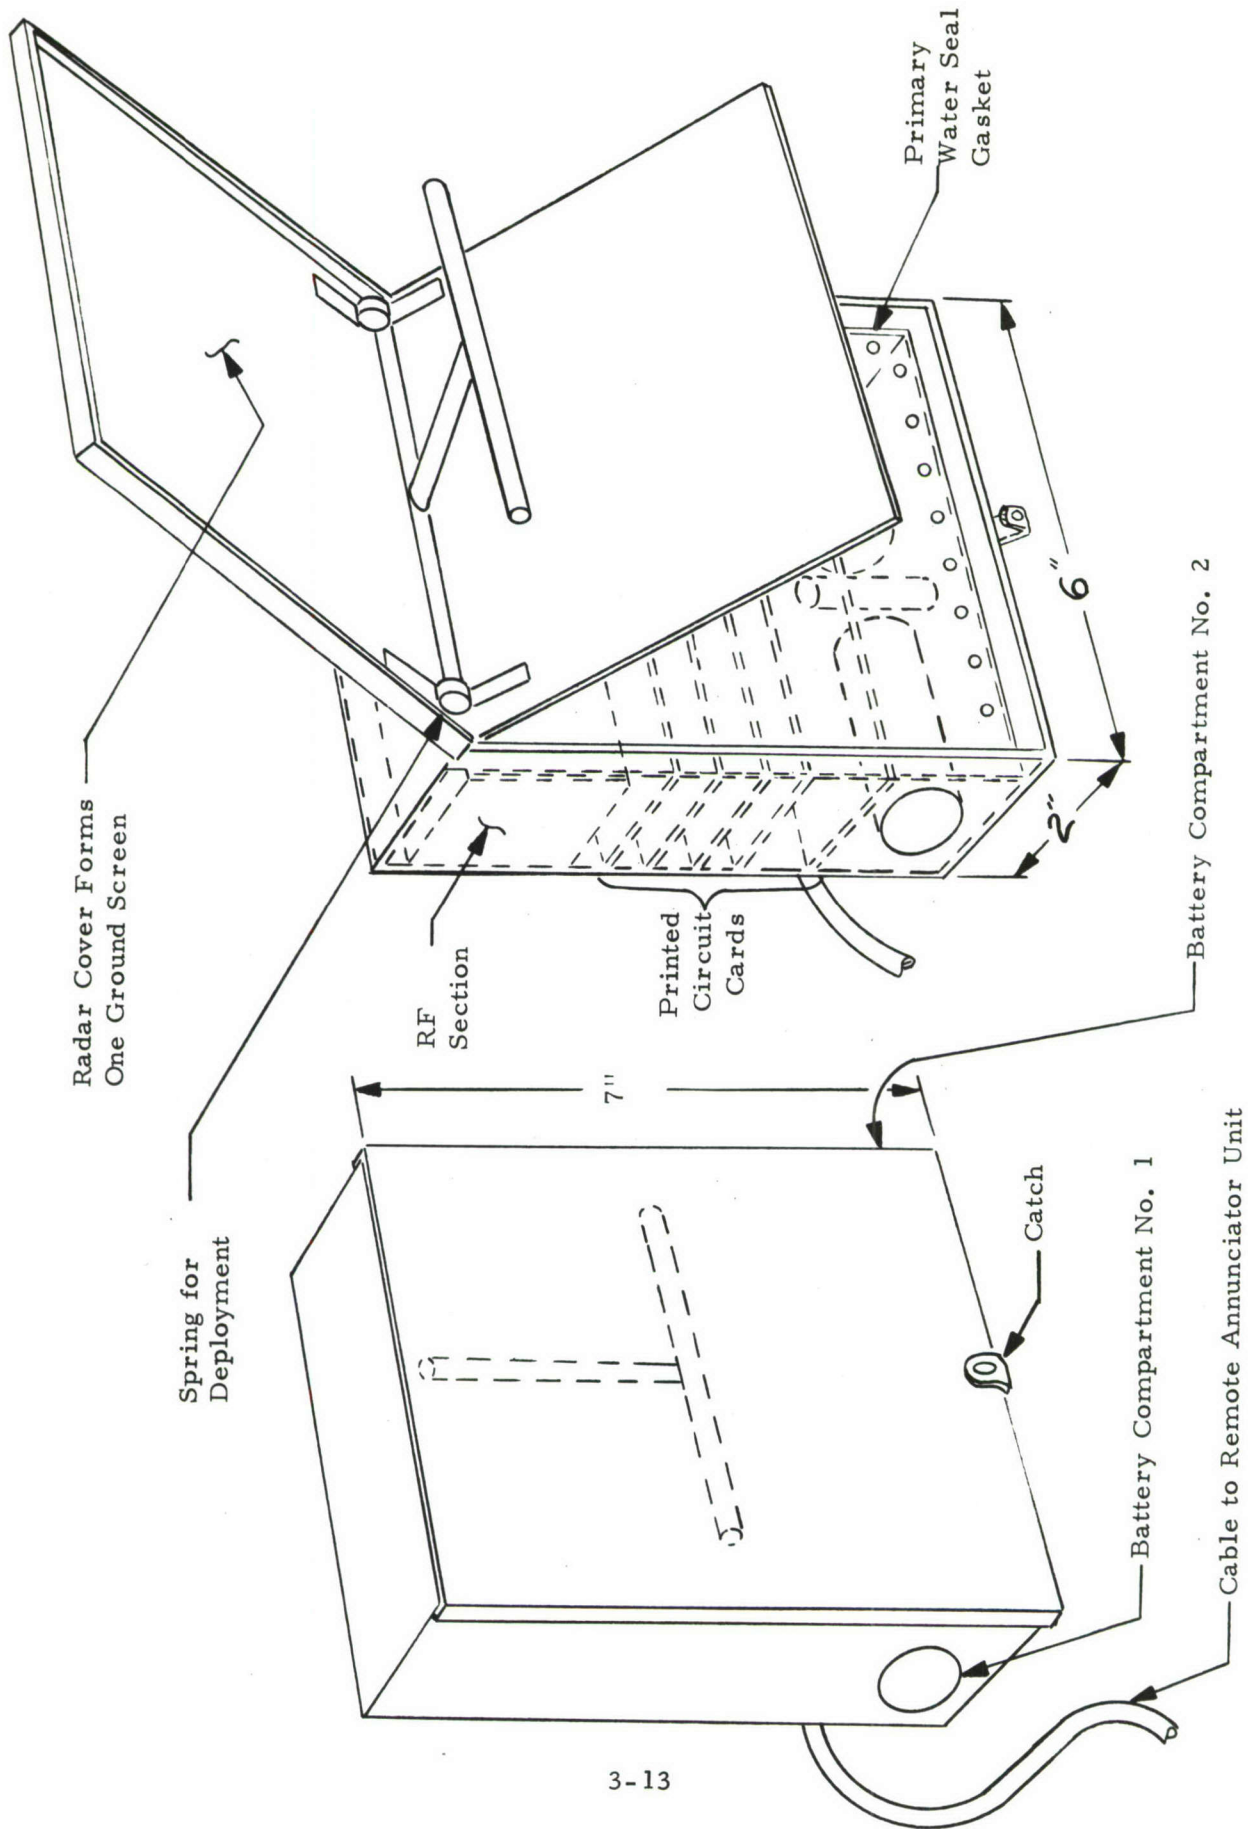 Radar Cover Forms
One Ground Screen
Spring for
Deployment
RF
Section
Printed
Circuit
Cards
Primary
Water Seal
Gasket
7"
6"
2"
Battery Compartment No. 2
Catch
Battery Compartment No. 1
Cable to Remote Annunciator Unit
3-13